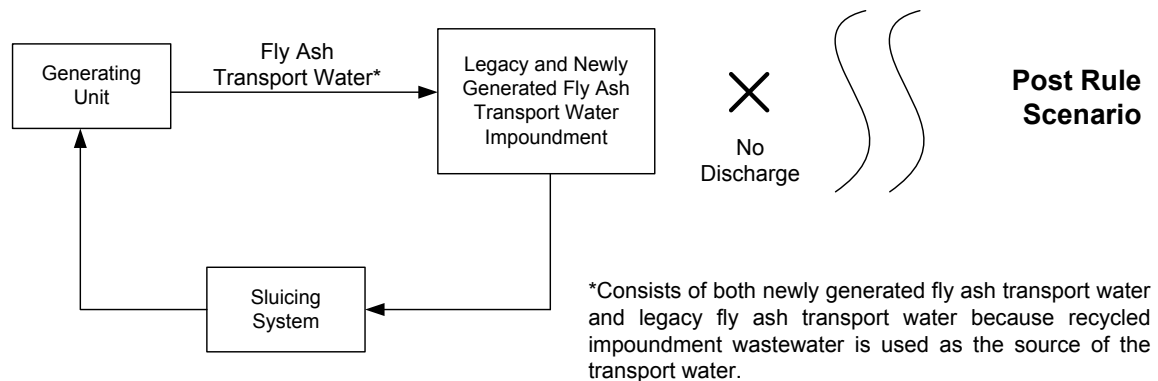 Generating
Unit
Fly Ash
Transport Water*
Legacy and Newly
Generated Fly Ash
Transport Water
Impoundment
No
Discharge
Post Rule
Scenario
Sluicing
System
*Consists of both newly generated fly ash transport water
and legacy fly ash transport water because recycled
impoundment wastewater is used as the source of the
transport water.